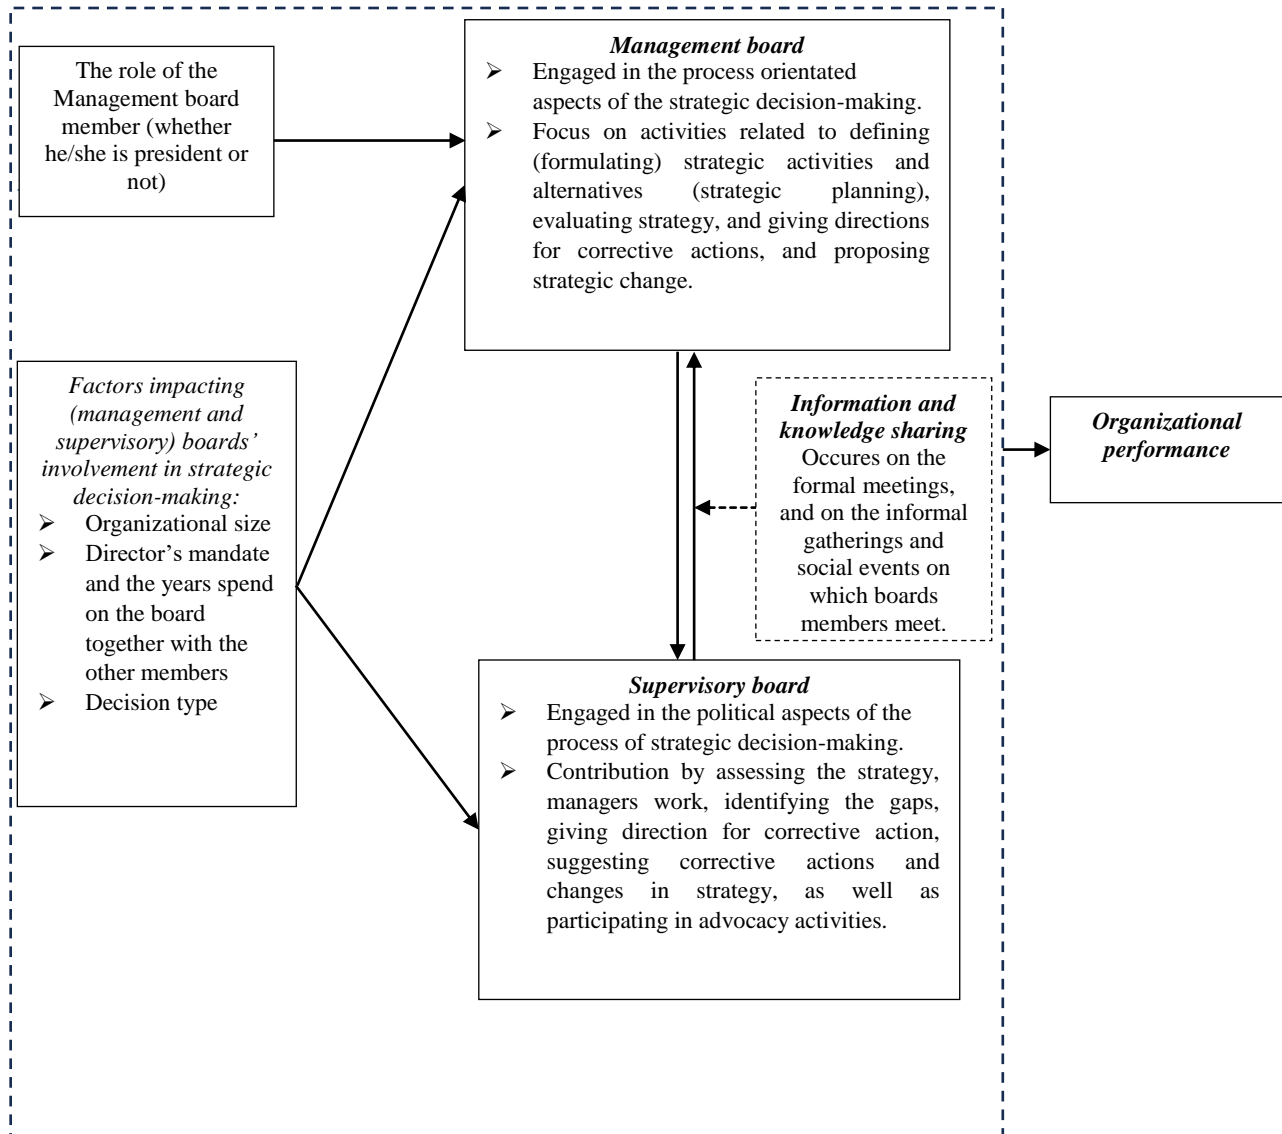 The role of the
Management board
member (whether
he/she is president or
not)
Management board
➢ Engaged in the process orientated
aspects of the strategic decision-making.
➢ Focus on activities related to defining
(formulating) strategic activities and
alternatives (strategic planning),
evaluating strategy, and giving directions
for corrective actions, and proposing
strategic change.
Factors impacting
(management and
supervisory) boards’
involvement in strategic
decision-making:
➢ Organizational size
➢ Director’s mandate
and the years spend
on the board
together with the
other members
➢ Decision type
Information and
knowledge sharing
Occures on the
formal meetings,
and on the informal
gatherings and
social events on
which boards
members meet.
Organizational
performance
Supervisory board
➢ Engaged in the political aspects of the
process of strategic decision-making.
➢ Contribution by assessing the strategy,
managers work, identifying the gaps,
giving direction for corrective action,
suggesting corrective actions and
changes in strategy, as well as
participating in advocacy activities.